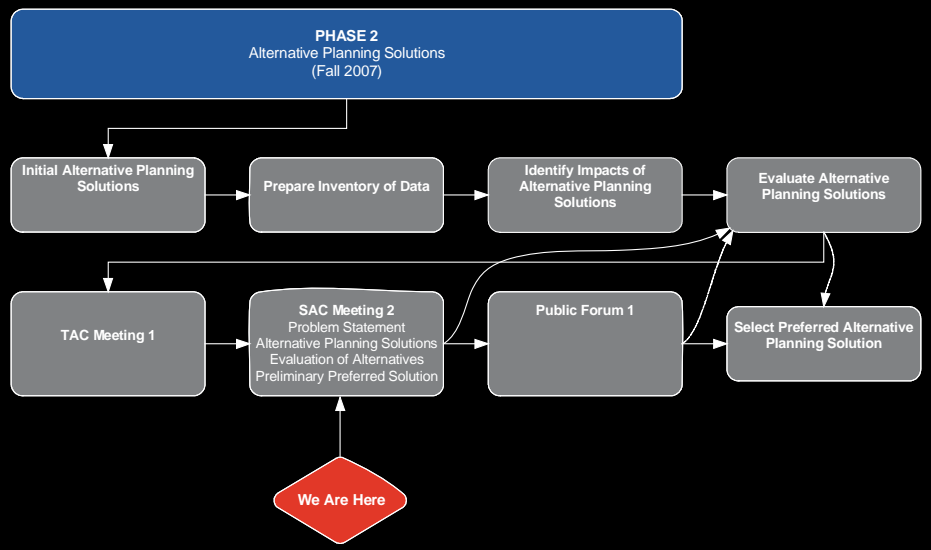 PHASE 2
Alternative Planning Solutions
(Fall 2007)
Initial Alternative Planning
Solutions
Prepare Inventory of Data
Identify Impacts of
Alternative Planning
Solutions
Evaluate Alternative
Planning Solutions
TAC Meeting 1
SAC Meeting 2
Problem Statement
Alternative Planning Solutions
Evaluation of Alternatives
Preliminary Preferred Solution
Public Forum 1
Select Preferred Alternative
Planning Solution
We Are Here